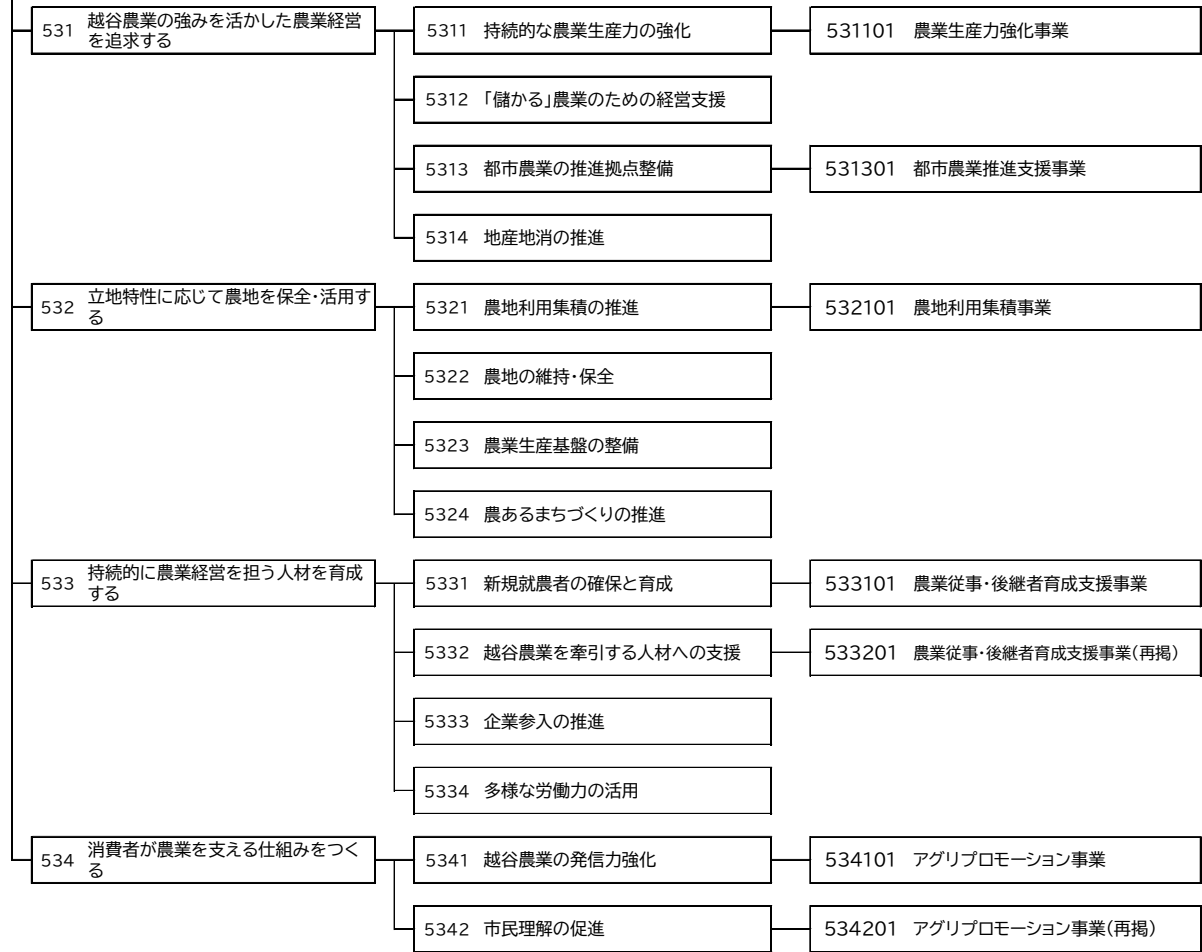 531 越谷農業の強みを活かした農業経営
を追求する
5311 持続的な農業生産力の強化
531101 農業生産力強化事業
5312 「儲かる」農業のための経営支援
5313 都市農業の推進拠点整備
531301 都市農業推進支援事業
5314 地産地消の推進
532 立地特性に応じて農地を保全・活用す
る
5321 農地利用集積の推進
532101 農地利用集積事業
5322 農地の維持・保全
5323 農業生産基盤の整備
5324 農あるまちづくりの推進
533 持続的に農業経営を担う人材を育成
する
5331 新規就農者の確保と育成
533101 農業従事・後継者育成支援事業
5332 越谷農業を牽引する人材への支援
533201 農業従事・後継者育成支援事業(再掲)
5333 企業参入の推進
5334 多様な労働力の活用
534 消費者が農業を支える仕組みをつく
る
5341 越谷農業の発信力強化
534101 アグリプロモーション事業
5342 市民理解の促進
534201 アグリプロモーション事業(再掲)